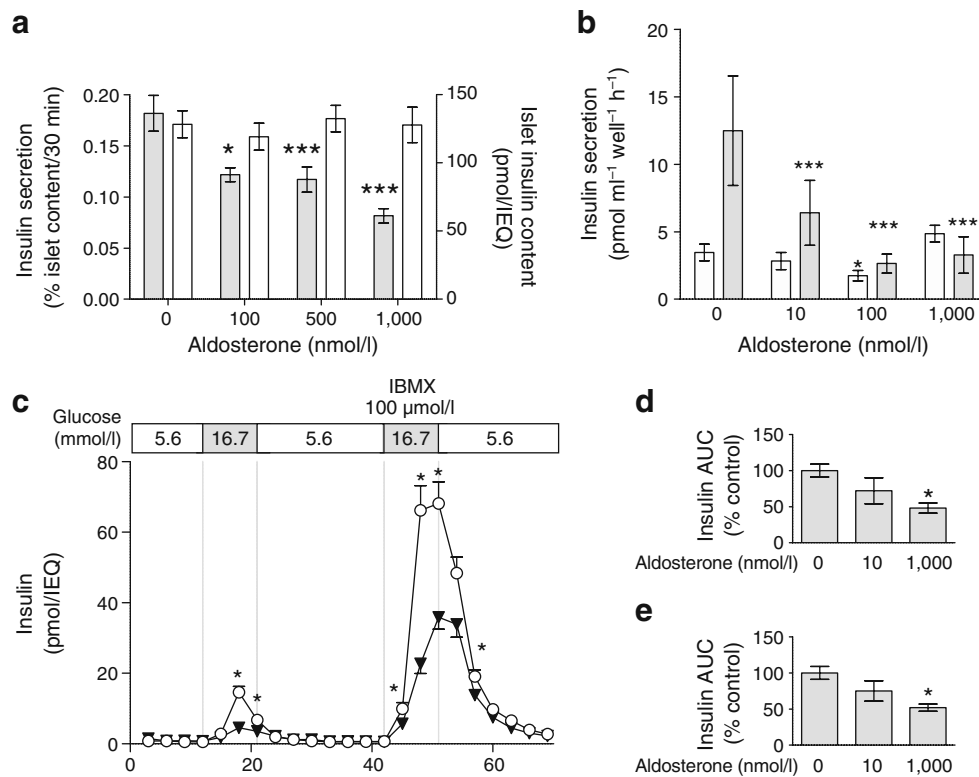 a
Insulin secretion
(% islet content/30 min)
0.20
0.15
0.10
0.05
0.00
*
***
***
150
100
50
0
Islet insulin content
(pmol/IEQ)
0
100
500
1,000
Aldosterone (nmol/l)
b
Insulin secretion
(pmol ml⁻¹ well⁻¹ h⁻¹)
20
15
10
5
0
***
*
***
***
0
10
100
1,000
Aldosterone (nmol/l)
c
IBMX
100 µmol/l
Glucose
(mmol/l)
5.6
16.7
5.6
16.7
5.6
Insulin
(pmol/IEQ)
80
60
40
20
0
* *
* *
*
*
0
20
40
60
d
Insulin AUC
(% control)
150
100
50
0
*
Aldosterone (nmol/l) 0 10 1,000
e
Insulin AUC
(% control)
150
100
50
0
*
Aldosterone (nmol/l) 0 10 1,000